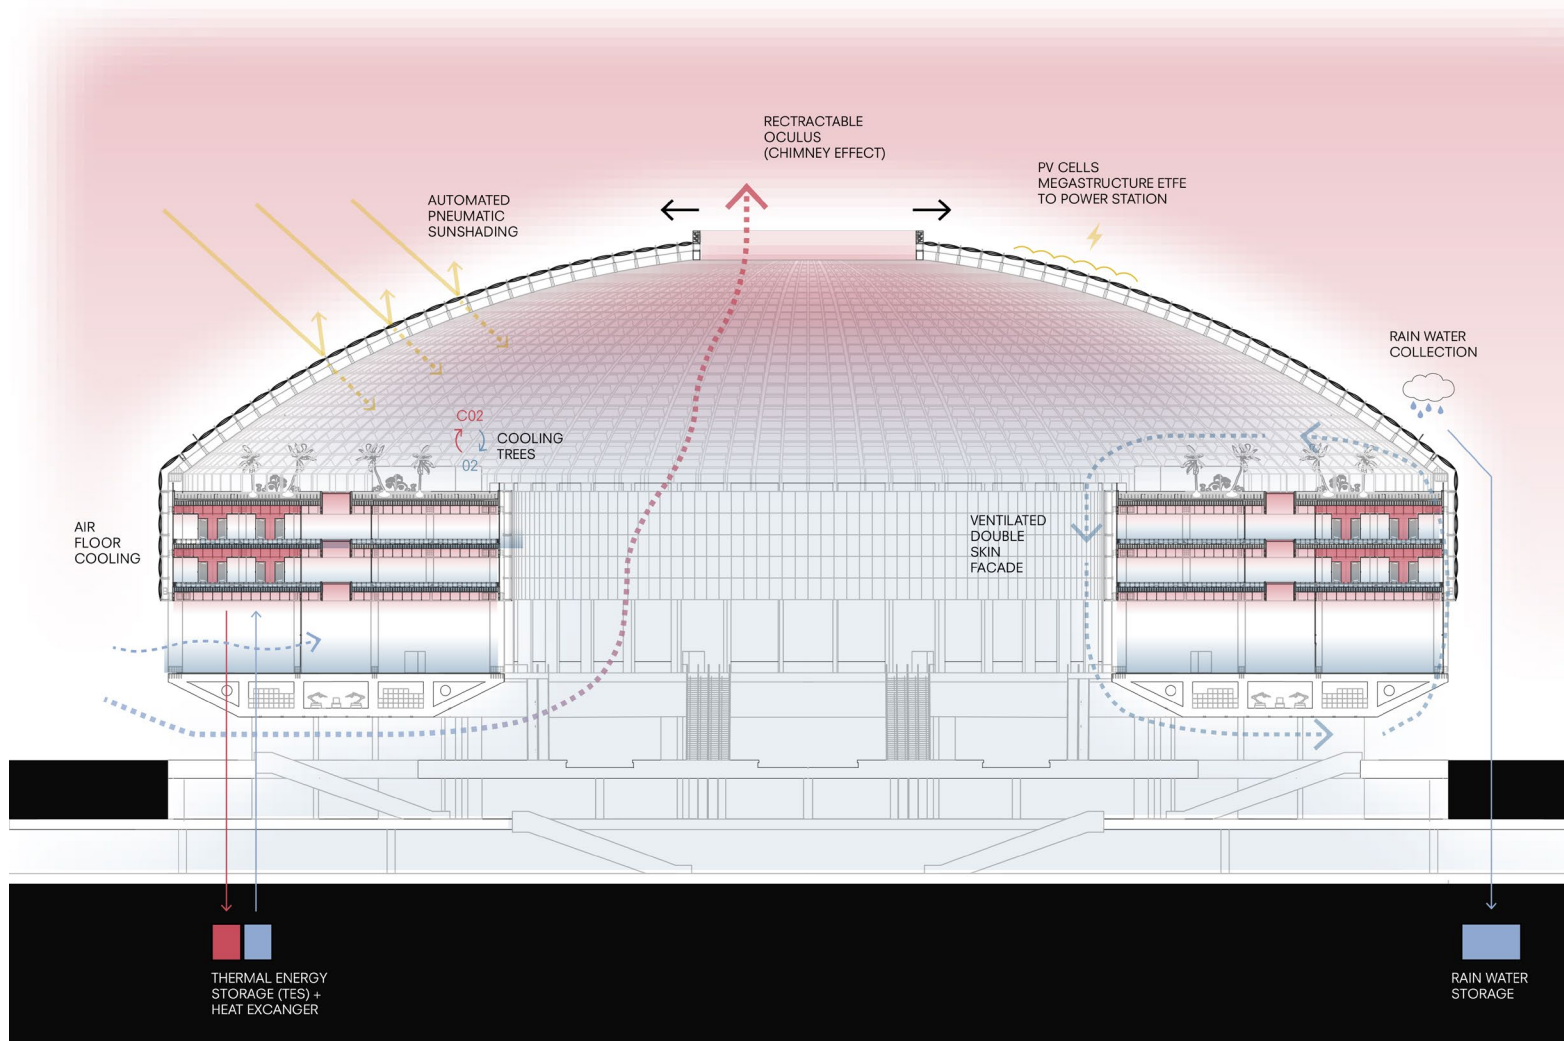 RECTRACTABLE
OCULUS
(CHIMNEY EFFECT)
PV CELLS
MEGASTRUCTURE ETFE
TO POWER STATION
AUTOMATED
PNEUMATIC
SUNSHADING
RAIN WATER
COLLECTION
C02
COOLING
TREES
02
AIR
FLOOR
COOLING
VENTILATED
DOUBLE
SKIN
FACADE
THERMAL ENERGY
STORAGE (TES) +
HEAT EXCANGER
RAIN WATER
STORAGE